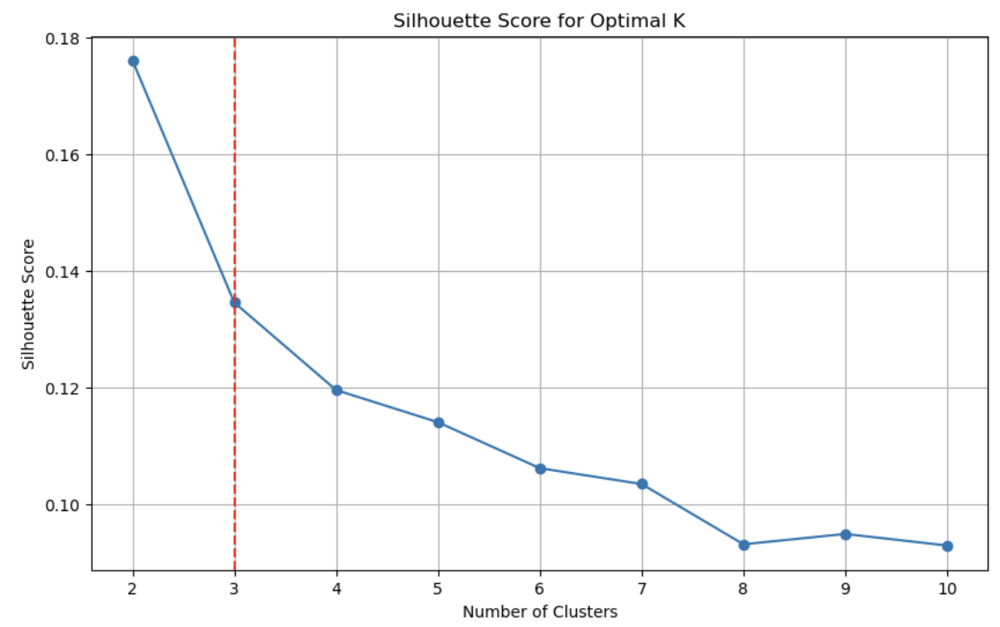 Silhouette Score for Optimal K
0.18
0.16
0.14
0.12
0.10
Silhouette Score
2 3 4 5 6 7 8 9 10
Number of Clusters